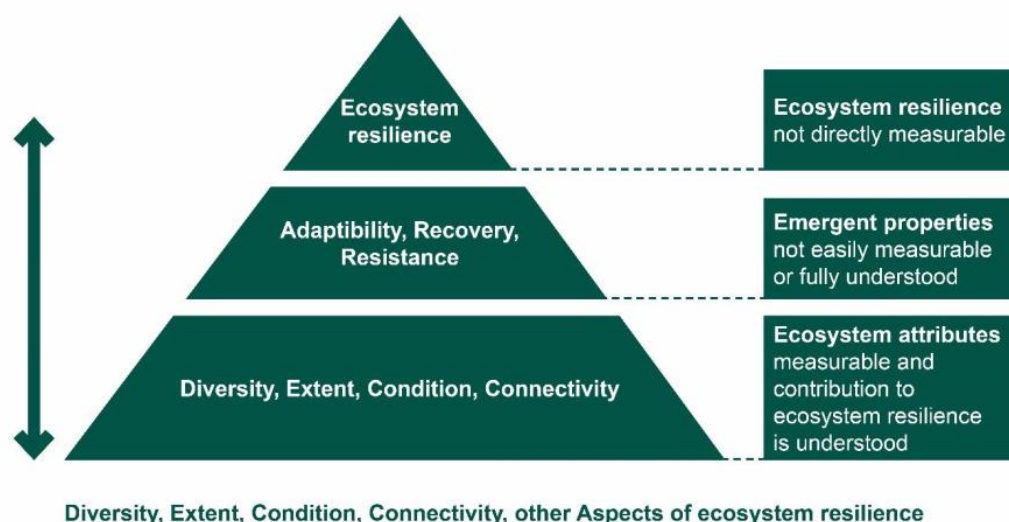 Ecosystem
resilience
Ecosystem resilience
not directly measurable
Adaptibility, Recovery,
Resistance
Emergent properties
not easily measurable
or fully understood
Diversity, Extent, Condition, Connectivity
Ecosystem attributes
measurable and
contribution to
ecosystem resilience
is understood
Diversity, Extent, Condition, Connectivity, other Aspects of ecosystem resilience